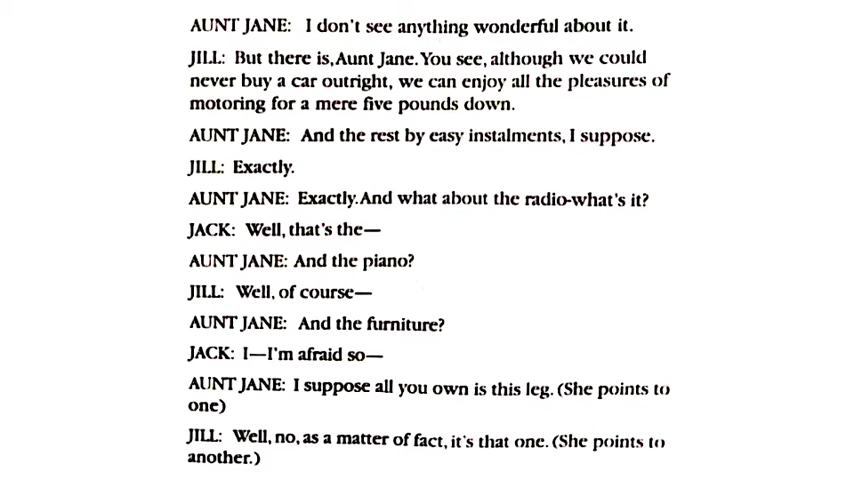 AUNT JANE: I don't see anything wonderful about it.
JILL: But there is, Aunt Jane. You see, although we could
never buy a car outright, we can enjoy all the pleasures of
motoring for a mere five pounds down.
AUNT JANE: And the rest by easy instalments, I suppose.
JILL: Exactly.
AUNT JANE: Exactly. And what about the radio-what's it?
JACK: Well, that's the—
AUNT JANE: And the piano?
JILL: Well, of course—
AUNT JANE: And the furniture?
JACK: I—I'm afraid so—
AUNT JANE: I suppose all you own is this leg. (She points to
one)
JILL: Well, no, as a matter of fact, it's that one. (She points to
another.)